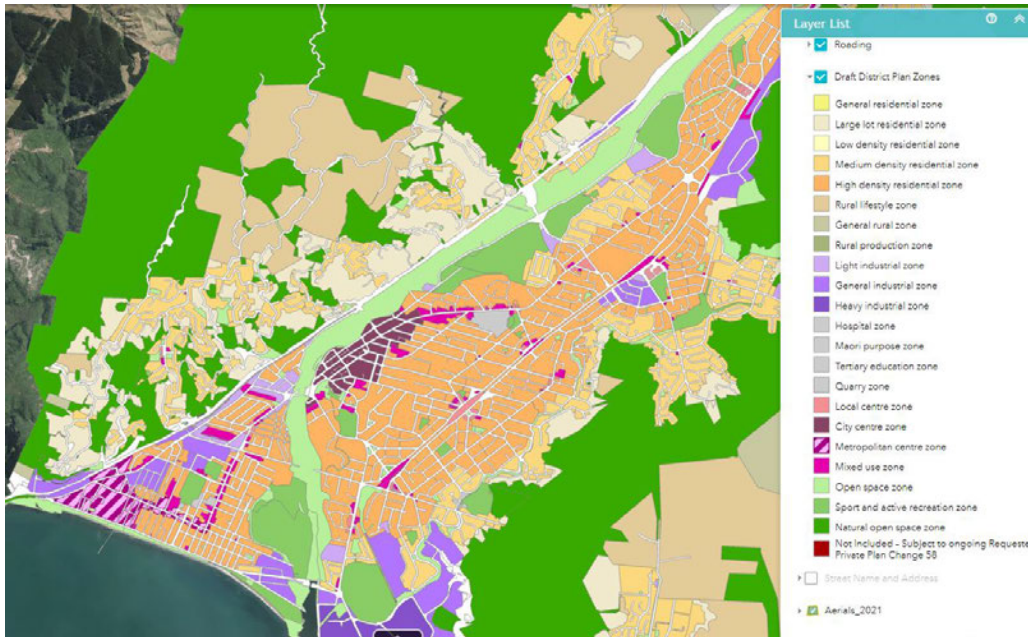 Layer List
Roading
Draft District Plan Zones
General residential zone
Large lot residential zone
Low density residential zone
Medium density residential zone
High density residential zone
Rural lifestyle zone
General rural zone
Rural production zone
Light industrial zone
General industrial zone
Heavy industrial zone
Hospital zone
Maori purpose zone
Tertiary education zone
Quarry zone
Local centre zone
City centre zone
Metropolitan centre zone
Mixed use zone
Open space zone
Sport and active recreation zone
Natural open space zone
Not Included - Subject to ongoing Requeste
Private Plan Change 58
Street Name and Address
Aerials_2021